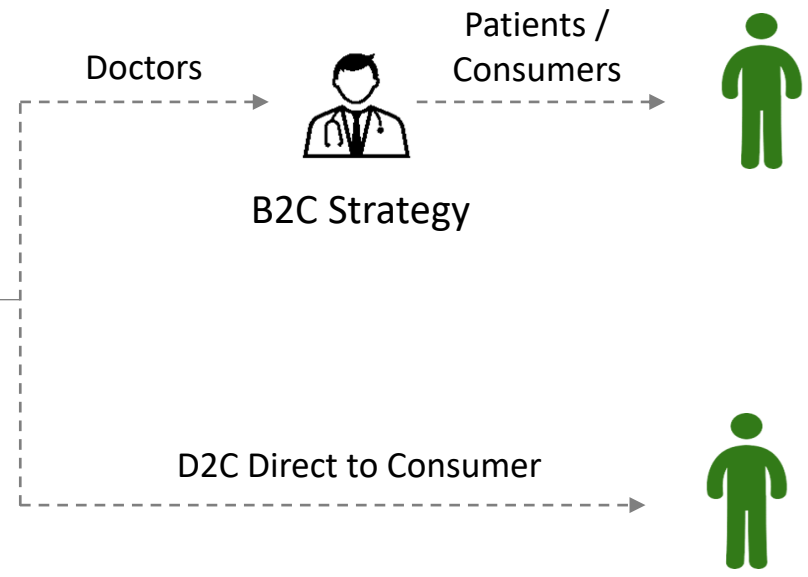 Doctors
Patients /
Consumers
B2C Strategy
D2C Direct to Consumer